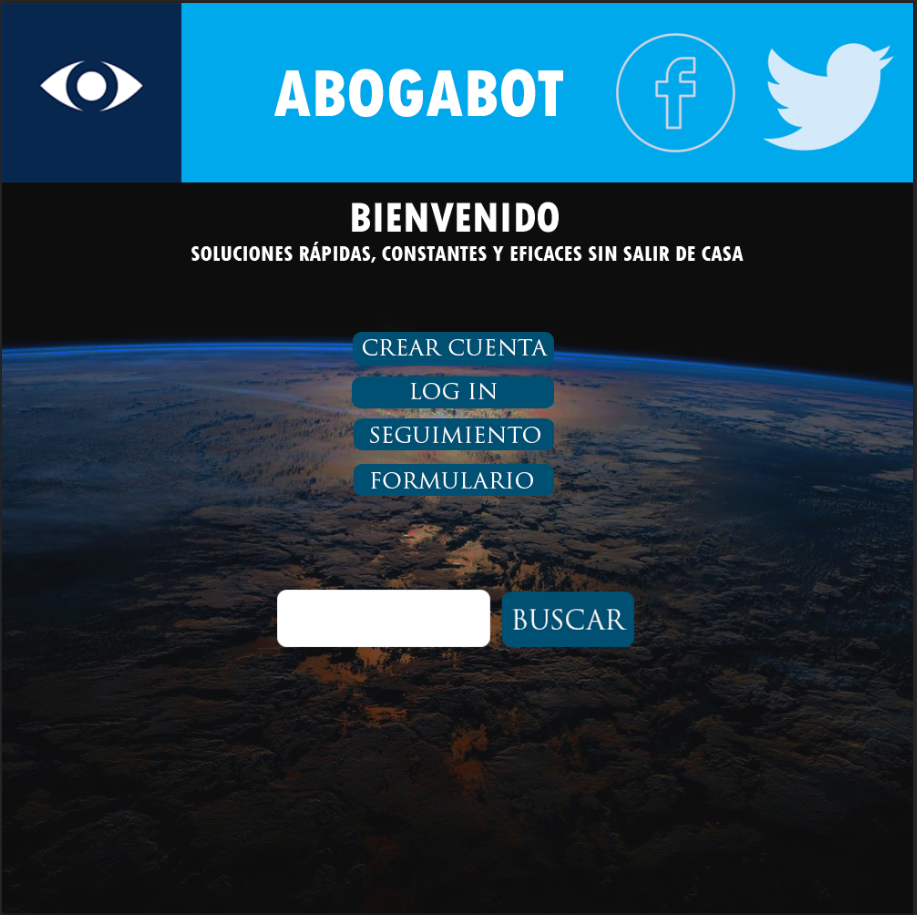 ABOGABOT
BIENVENIDO
SOLUCIONES RÁPIDAS, CONSTANTES Y EFICACES SIN SALIR DE CASA
CREAR CUENTA
LOG IN
SEGUIMIENTO
FORMULARIO
BUSCAR